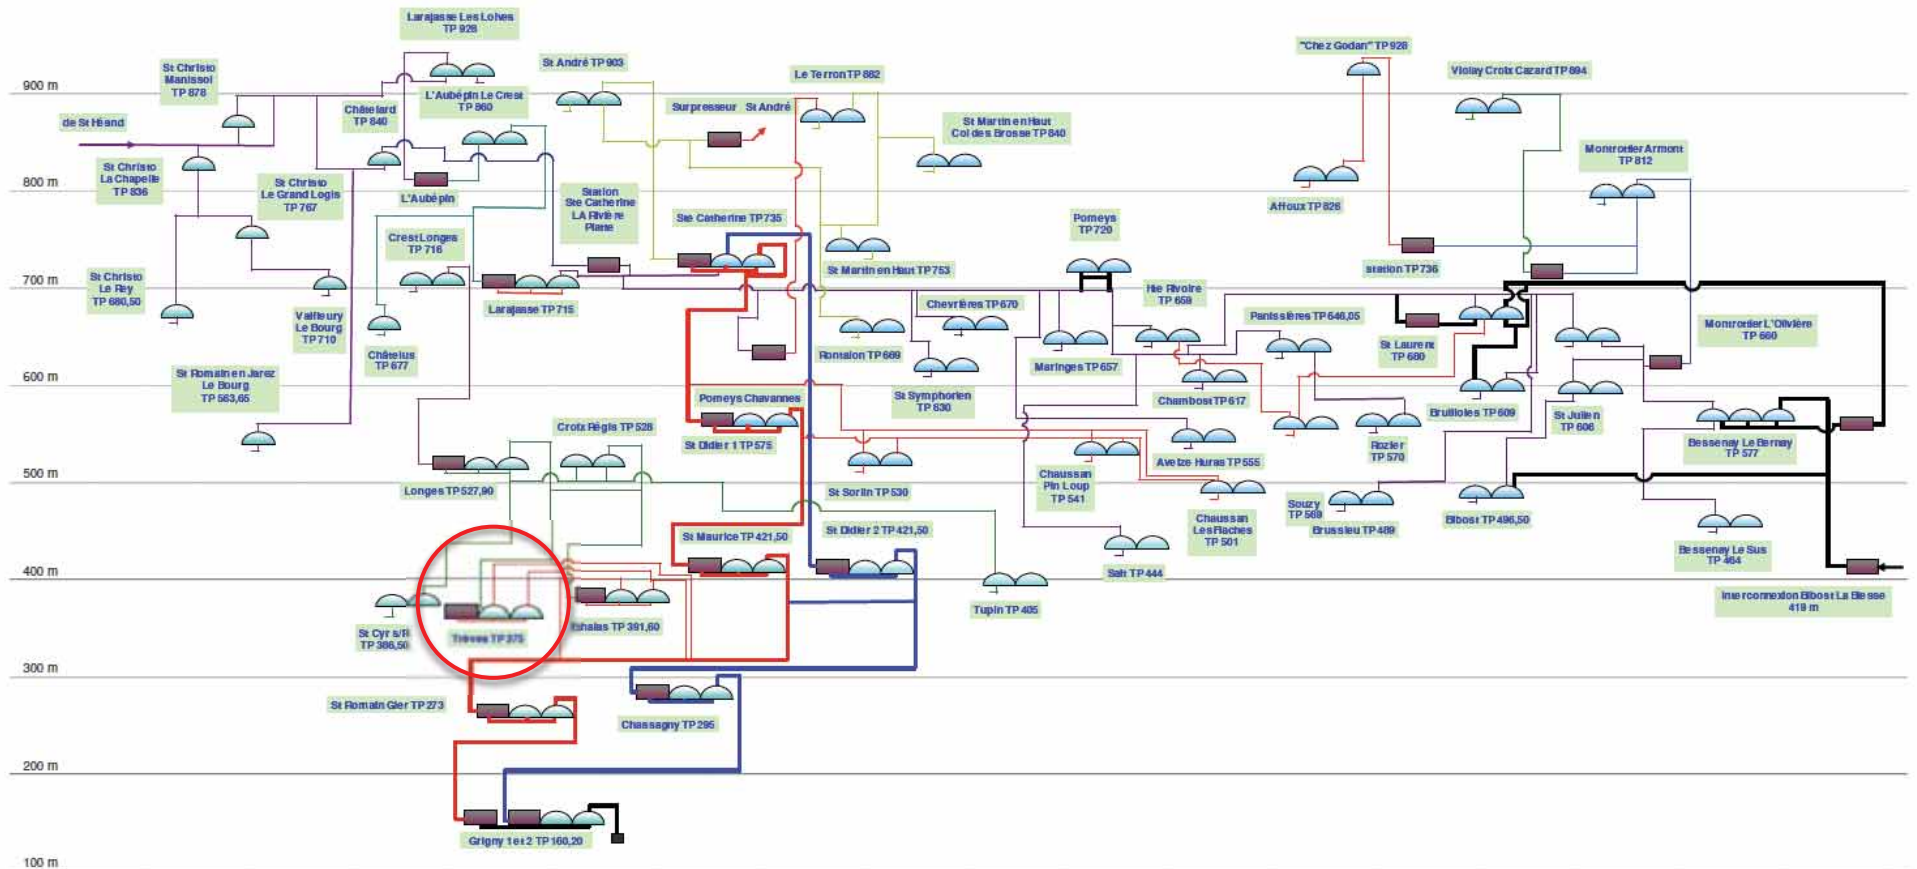 Larajasse Les Loives
TP 928
St Christo
Manissol
TP 878
St André TP 903
Le Terron TP 882
"Chez Godan" TP 928
Violay Croix Cazard TP 894
900 m
de St Héand
Châtelard
TP 840
L'Aubépin Le Crest
TP 860
Surpresseur St André
St Martin en Haut
Col des Brosse TP 840
Montrottier Armont
TP 812
St Christo
La Chapelle
TP 836
St Christo
Le Grand Logis
TP 767
800 m
L'Aubépin
Station
Ste Catherine
LA Rivière
Plane
Ste Catherine TP 735
Pomeys
TP 720
Affoux TP 826
Crest Longes
TP 716
St Christo
Le Rey
TP 680,50
700 m
Valfleury
Le Bourg
TP 710
Larajasse TP 715
St Martin en Haut TP 753
station TP 736
Chevrières TP 670
Hte Rivoire
TP 659
Panissières TP 646,05
Montrottier L'Olivière
TP 660
Châtelus
TP 677
Rontalon TP 669
Maringes TP 657
St Laurent
TP 680
600 m
St Romain en Jarez
Le Bourg
TP 563,65
Pomeys Chavannes
St Symphorien
TP 630
Chambost TP 617
Brullioles TP 609
St Julien
TP 606
Croix Régis TP 528
St Didier 1 TP 575
Aveize Huras TP 555
Rozier
TP 570
Bessenay Le Bernay
TP 577
500 m
Longes TP 527,90
St Sorlin TP 530
Chaussan
Pin Loup
TP 541
Chaussan
Les Flaches
TP 501
Souzy
TP 569
Brussieu TP 489
Bibost TP 496,50
St Maurice TP 421,50
St Didier 2 TP 421,50
Salt TP 444
Bessenay Le Sus
TP 464
400 m
Tupin TP 405
Interconnexion Bibost La Biesse
419 m
St Cyr s/R
TP 386,50
Trèves TP 375
Echalas TP 391,60
300 m
St Romain Gier TP 273
Chassagny TP 295
200 m
Grigny 1 et 2 TP 160,20
100 m